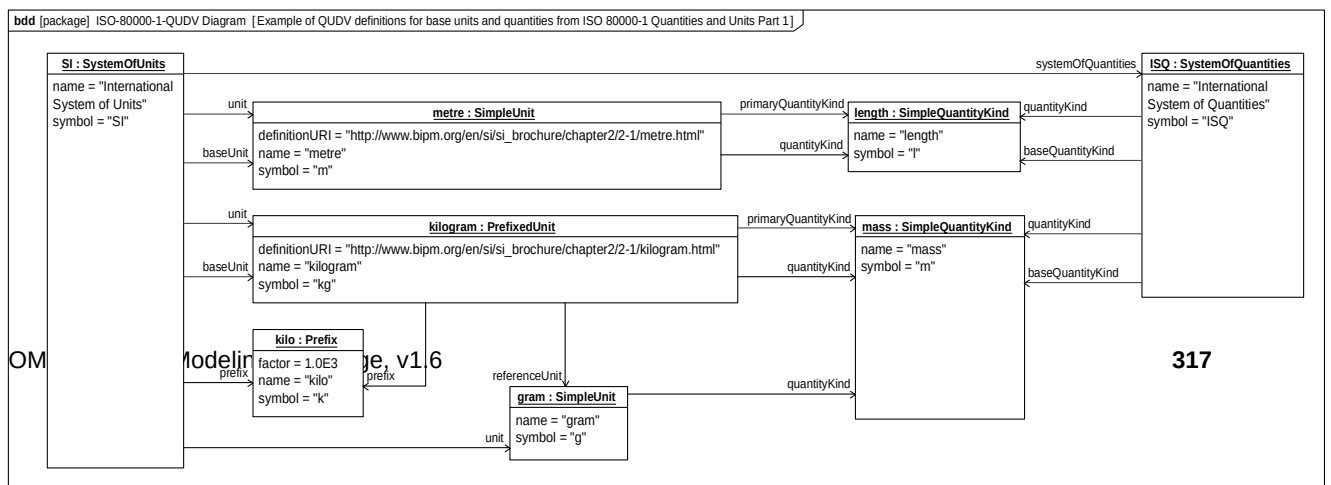 bdd [package] ISO-80000-1-QUDV Diagram [Example of QUDV definitions for base units and quantities from ISO 80000-1 Quantities and Units Part 1]
SI : SystemOfUnits
name = "International
System of Units"
symbol = "SI"
systemOfQuantities
ISQ : SystemOfQuantities
name = "International
System of Quantities"
symbol = "ISQ"
unit
baseUnit
metre : SimpleUnit
definitionURI = "http://www.bipm.org/en/si/si_brochure/chapter2/2-1/metre.html"
name = "metre"
symbol = "m"
primaryQuantityKind
quantityKind
length : SimpleQuantityKind
name = "length"
symbol = "l"
quantityKind
baseQuantityKind
unit
baseUnit
kilogram : PrefixedUnit
definitionURI = "http://www.bipm.org/en/si/si_brochure/chapter2/2-1/kilogram.html"
name = "kilogram"
symbol = "kg"
primaryQuantityKind
quantityKind
mass : SimpleQuantityKind
name = "mass"
symbol = "m"
quantityKind
baseQuantityKind
kilo : Prefix
factor = 1.0E3
name = "kilo"
symbol = "k"
prefix
prefix
OM Modelin ge, v1.6
317
referenceUnit
quantityKind
gram : SimpleUnit
name = "gram"
symbol = "g"
unit